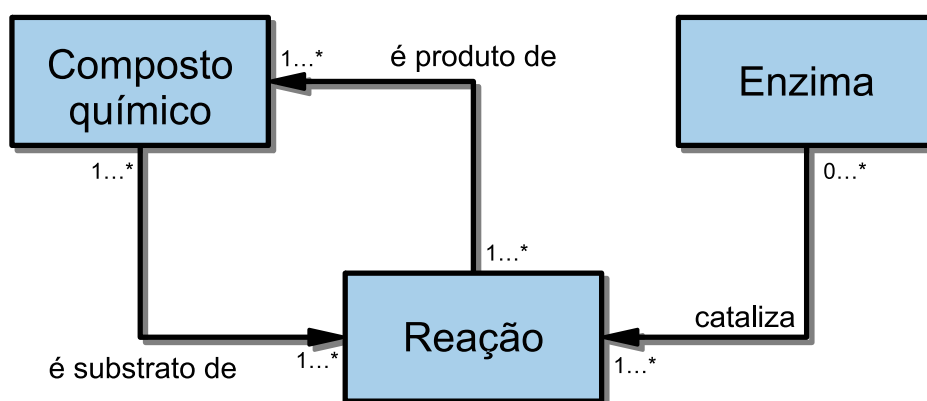 Composto
químico
1...*
é produto de
Enzima
1...*
0...*
1...*
Reação
cataliza
1...*
é substrato de
1...*